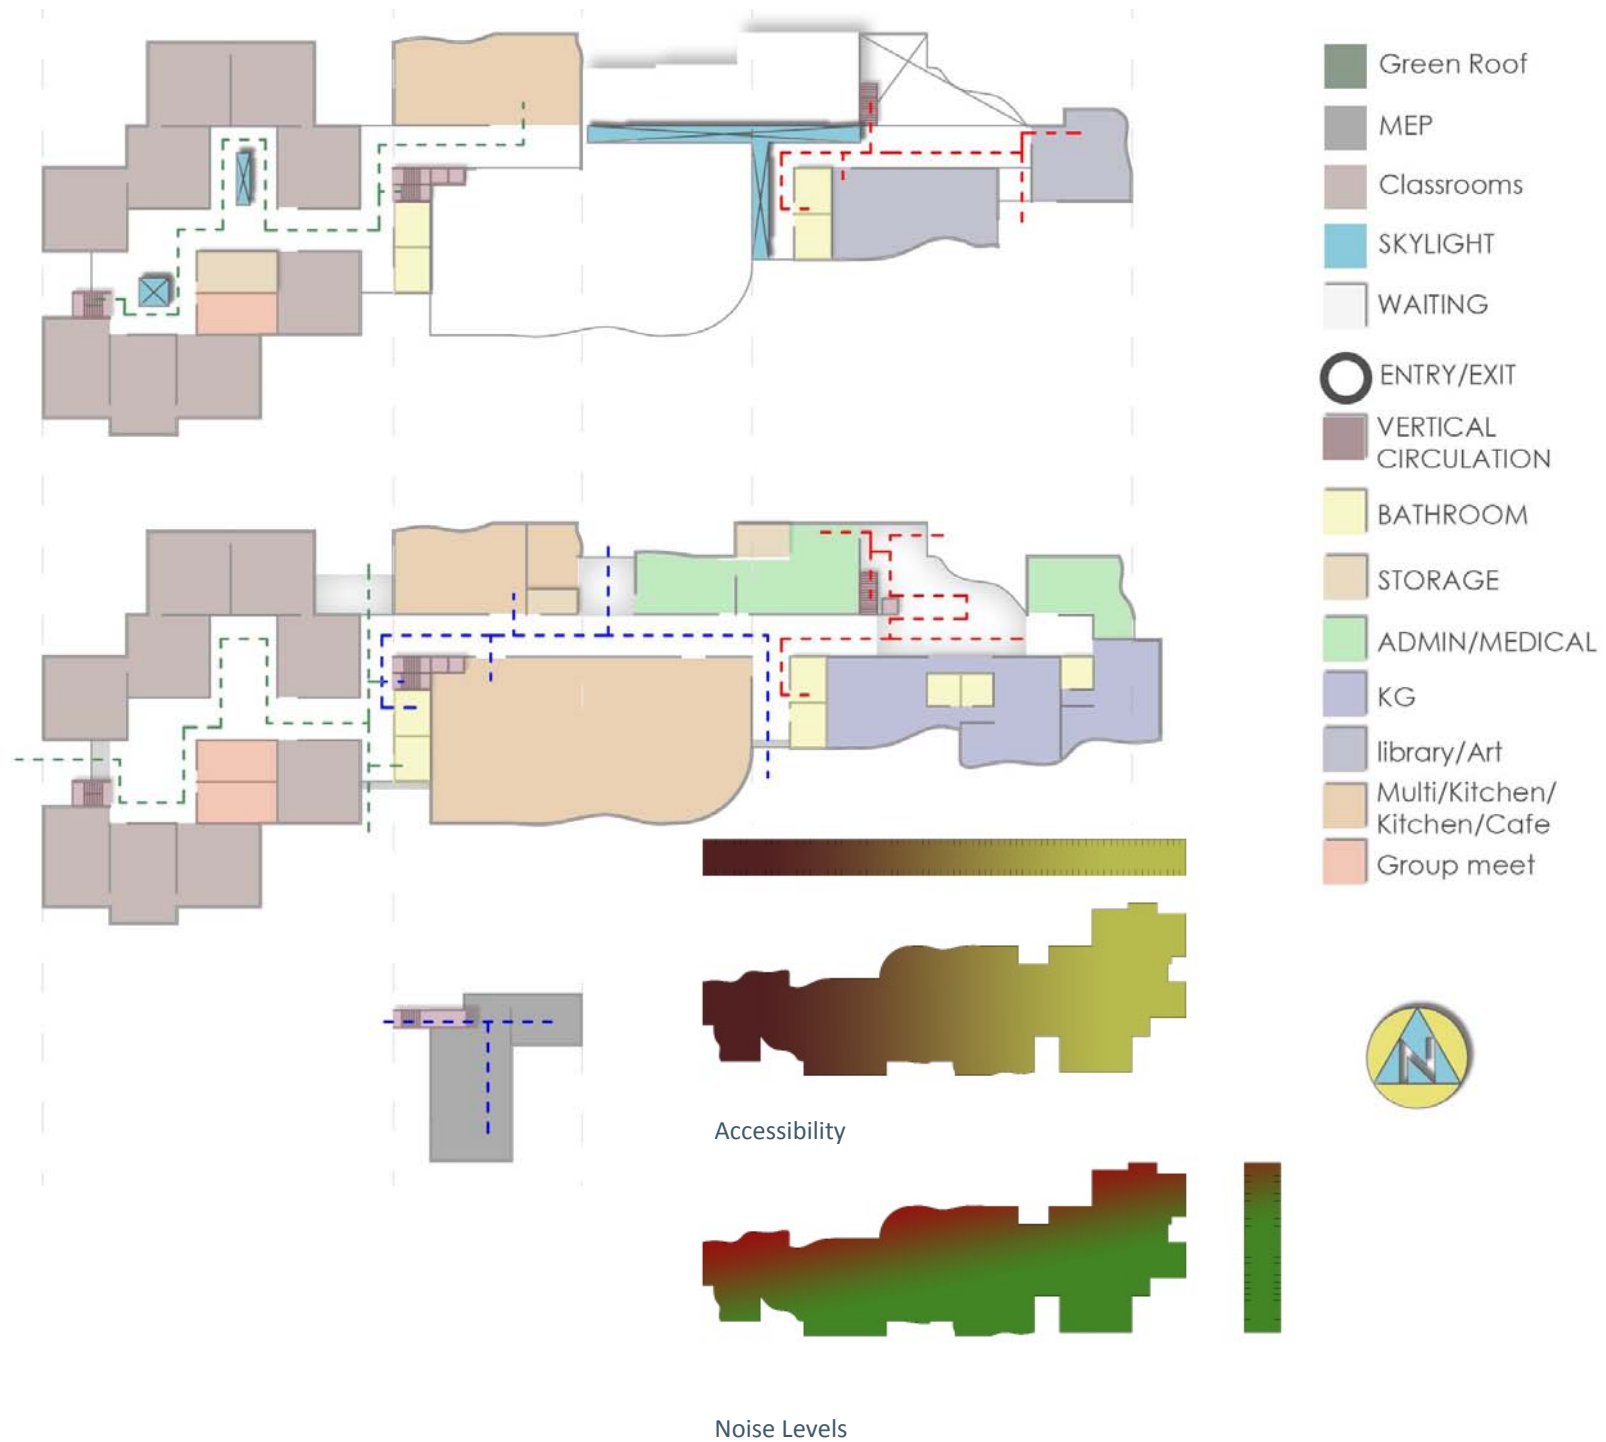 Green Roof
MEP
Classrooms
SKYLIGHT
WAITING
ENTRY/EXIT
VERTICAL
CIRCULATION
BATHROOM
STORAGE
ADMIN/MEDICAL
KG
library/Art
Multi/Kitchen/
Kitchen/Cafe
Group meet
N
Accessibility
Noise Levels